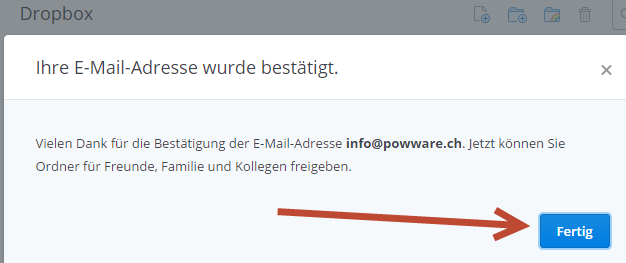 Dropbox
Ihre E-Mail-Adresse wurde bestätigt.
Vielen Dank für die Bestätigung der E-Mail-Adresse info@powware.ch. Jetzt können Sie
Ordner für Freunde, Familie und Kollegen freigeben.
Fertig